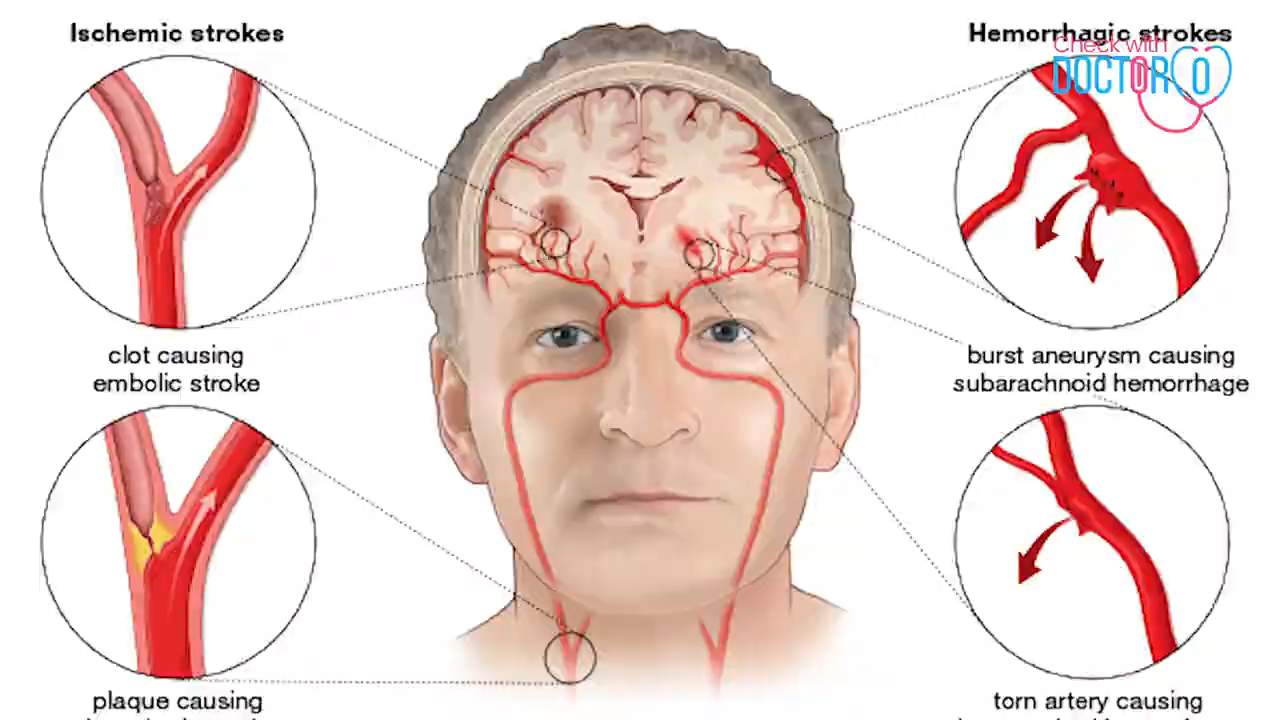 Ischemic strokes
clot causing
embolic stroke
plaque causing
Hemorrhagic strokes
Check with
DOCTOR O
burst aneurysm causing
subarachnoid hemorrhage
torn artery causing